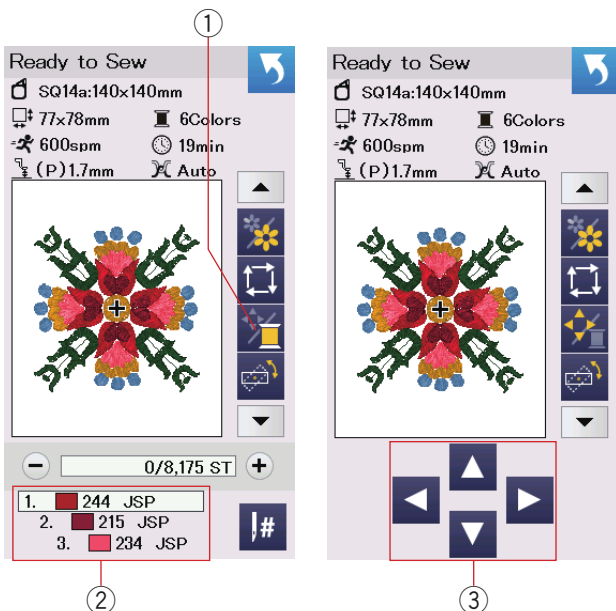 ①
Ready to Sew
SQ14a:140x140mm
77x78mm 6Colors
600spm 19min
(P)1.7mm Auto
0/8,175 ST
1. 244 JSP
2. 215 JSP
3. 234 JSP
#
②
Ready to Sew
SQ14a:140x140mm
77x78mm 6Colors
600spm 19min
(P)1.7mm Auto
③